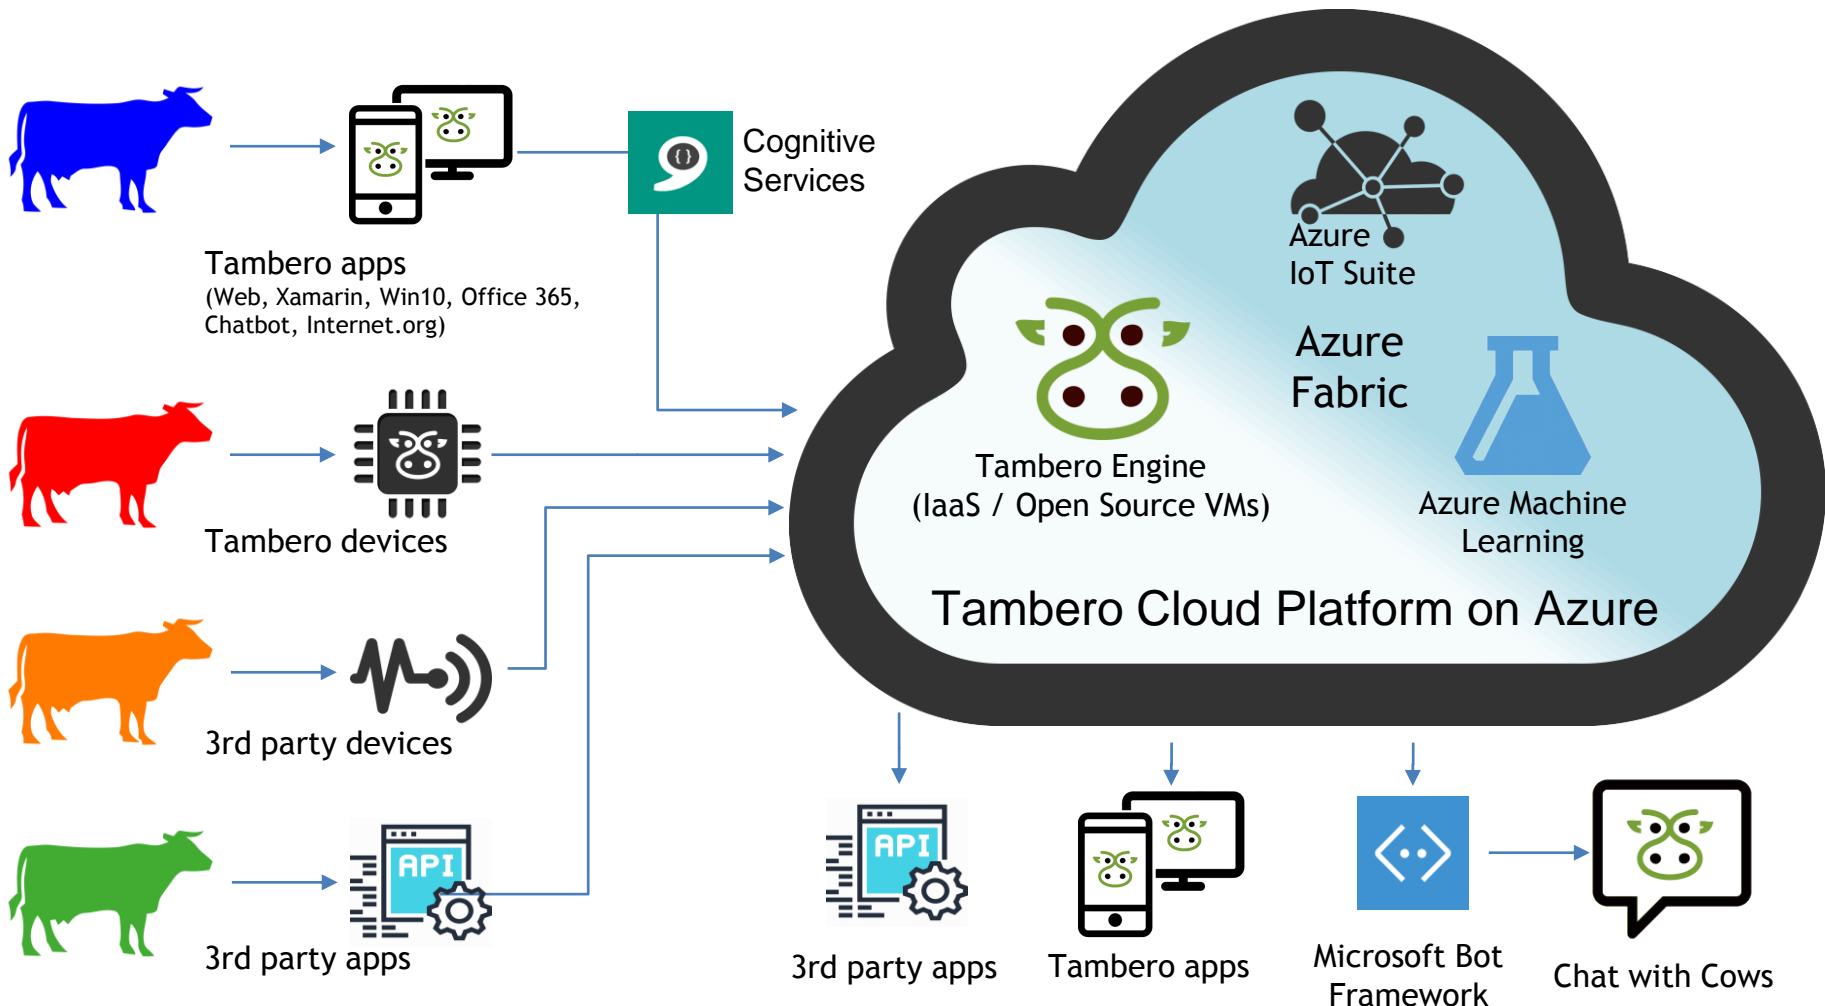 Cognitive
Services
Tambero apps
(Web, Xamarin, Win10, Office 365,
Chatbot, Internet.org)
Tambero devices
3rd party devices
API
3rd party apps
Azure
IoT Suite
Azure
Fabric
Tambero Engine
(IaaS / Open Source VMs)
Azure Machine
Learning
Tambero Cloud Platform on Azure
API
3rd party apps
Tambero apps
Microsoft Bot
Framework
Chat with Cows